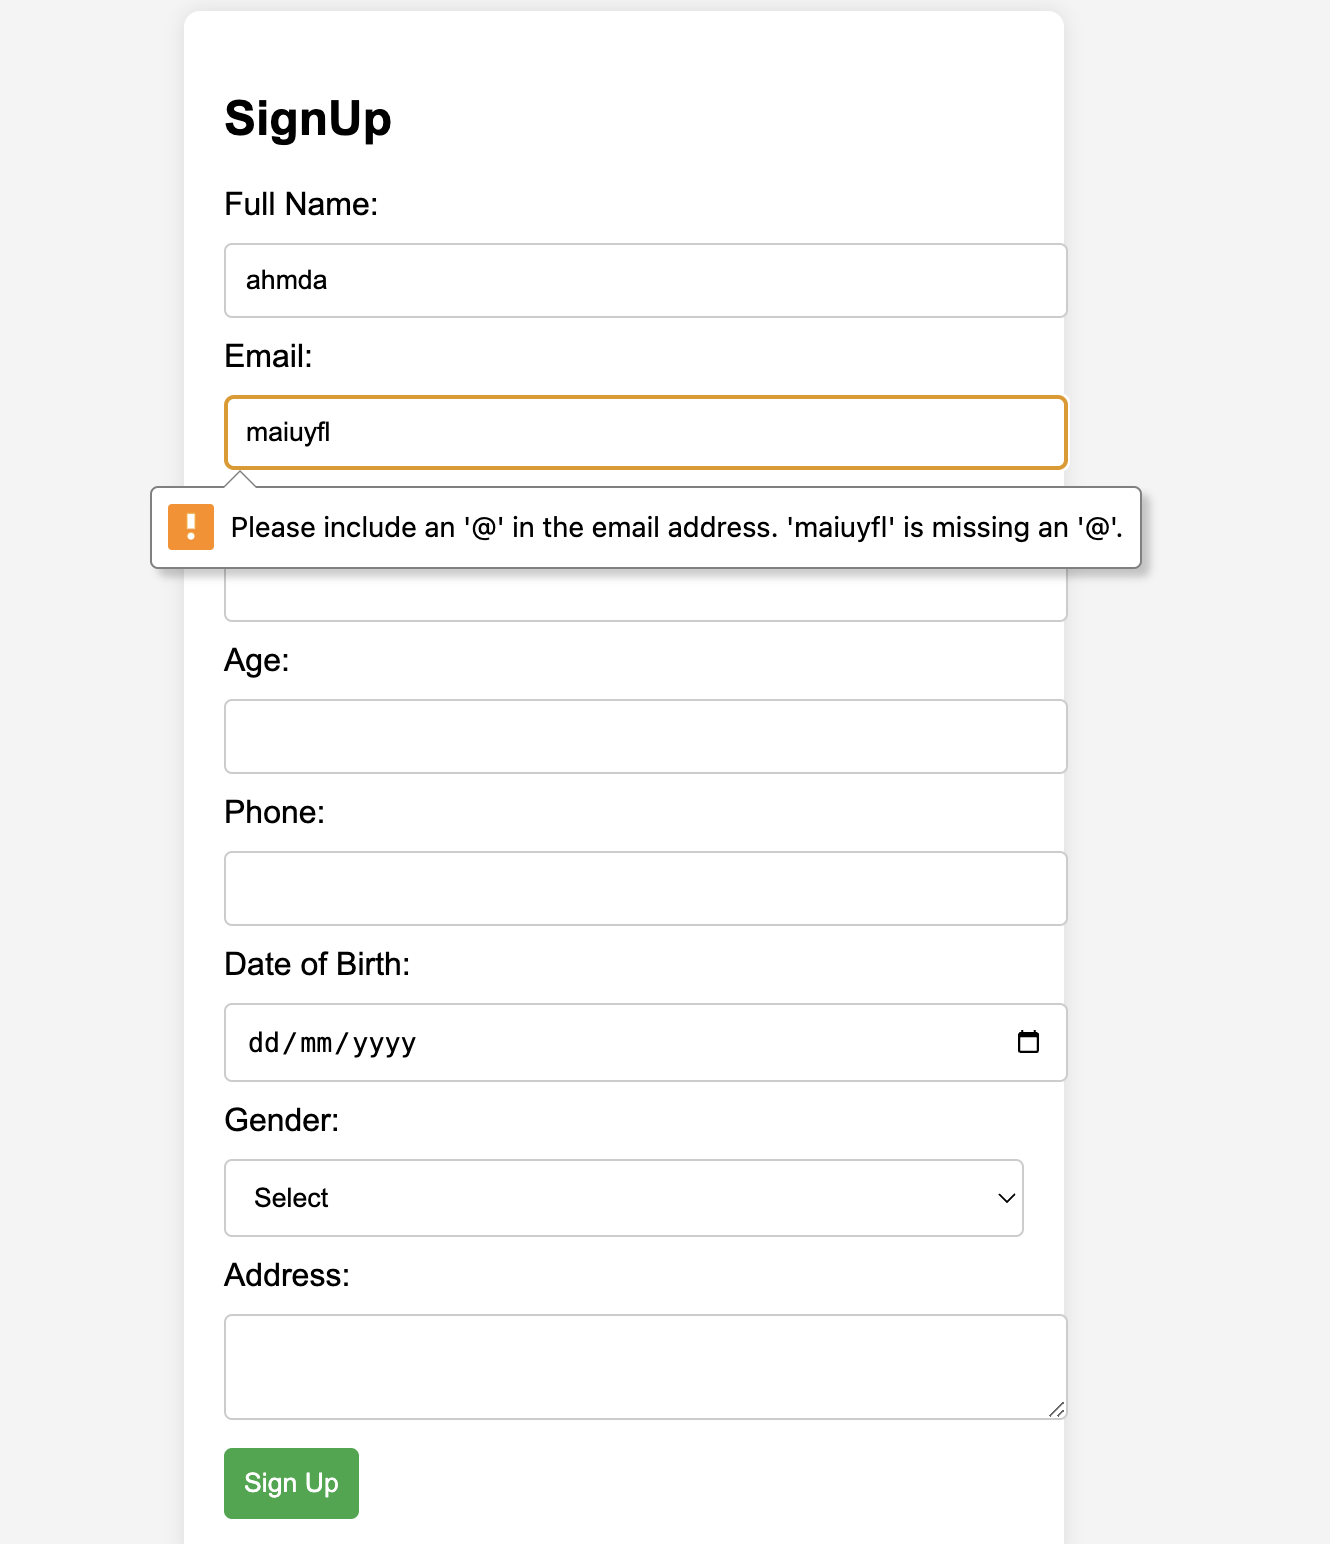 SignUp
Full Name:
ahmda
Email:
maiuyfl
Please include an '@' in the email address. 'maiuyfl' is missing an '@'.
Age:
Phone:
Date of Birth:
dd/mm/yyyy
Gender:
Select
Address:
Sign Up